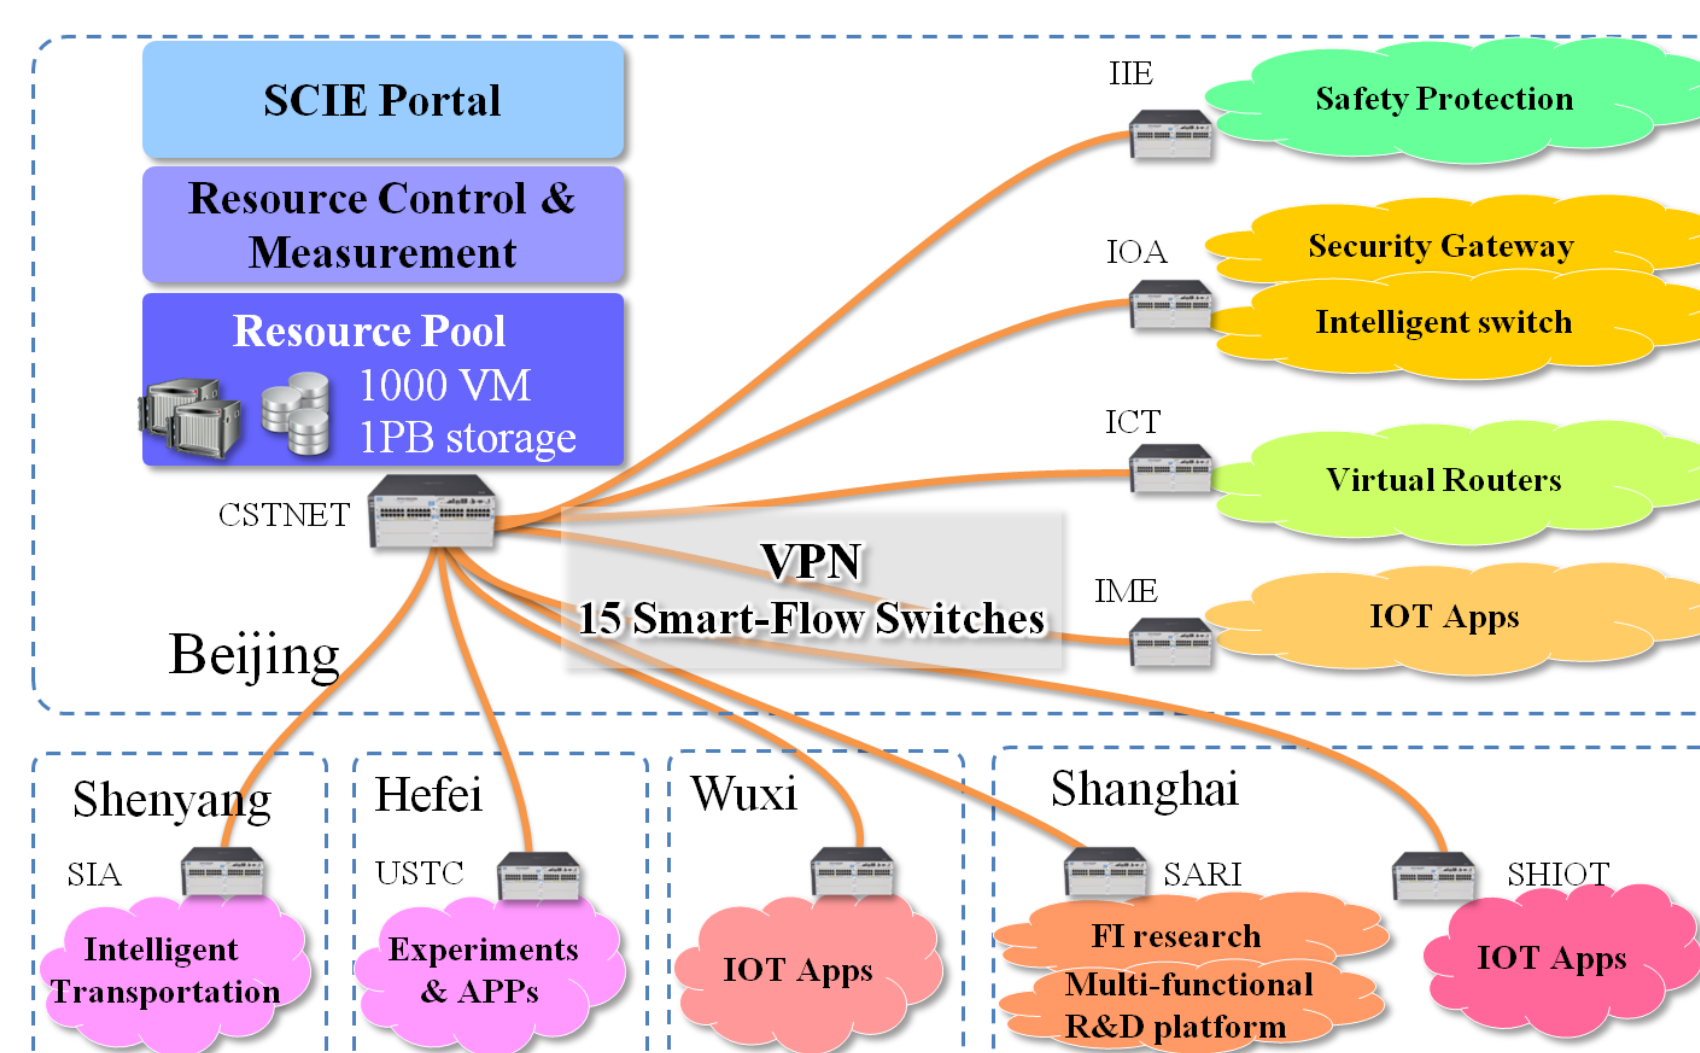 SCIE Portal
Resource Control &
Measurement
Resource Pool
1000 VM
1PB storage
CSTNET
Beijing
VPN
15 Smart-Flow Switches
IIE
Safety Protection
IOA
Security Gateway
Intelligent switch
ICT
Virtual Routers
IME
IOT Apps
Shenyang
SIA
Intelligent
Transportation
Hefei
USTC
Experiments
& APPs
Wuxi
IOT Apps
Shanghai
SARI
FI research
Multi-functional
R&D platform
SHIOT
IOT Apps